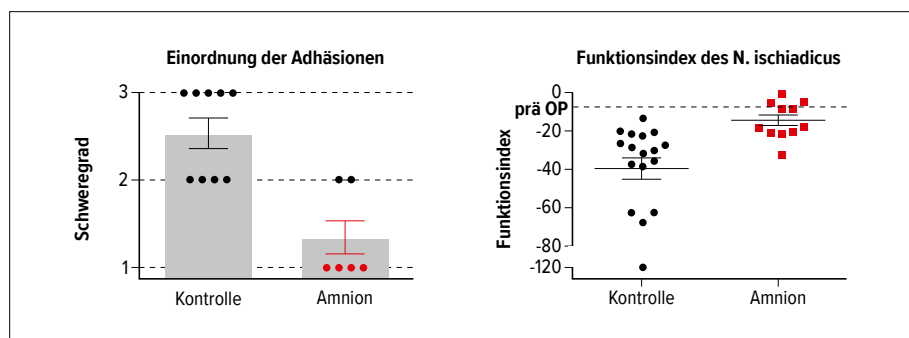 Einordnung der Adhäsionen
Schweregrad
3
2
1
Kontrolle
Amnion
Funktionsindex des N. ischiadicus
Funktionsindex
0
prä OP
-20
-40
-60
-80
-120
Kontrolle
Amnion